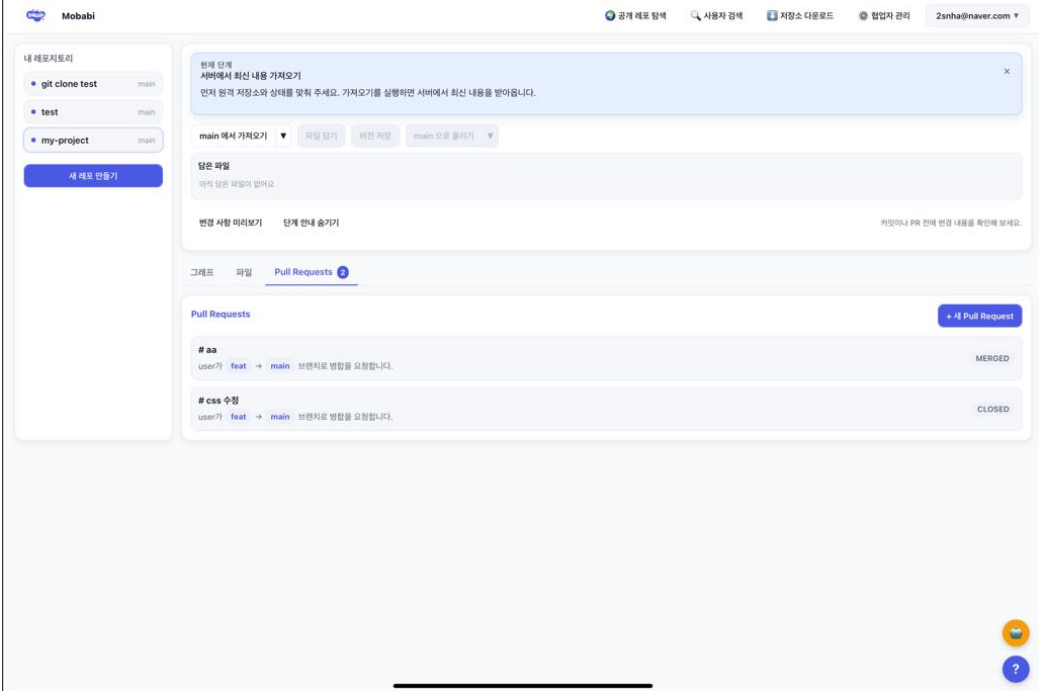 Mobabi
공개 레포 탐색
사용자 검색
저장소 다운로드
협업자 관리
2snha@naver.com ▼
내 레포지토리
git clone test main
test main
my-project main
새 레포 만들기
현재 단계
서버에서 최신 내용 가져오기
먼저 원격 저장소와 상태를 맞춰 주세요. 가져오기를 실행하면 서버에서 최신 내용을 받아옵니다.
×
main 에서 가져오기 ▼ 파일 담기 버전 저장 main 으로 올리기 ▼
담은 파일
아직 담은 파일이 없어요
변경 사항 미리보기 단계 안내 숨기기 커밋이나 PR 전에 변경 내용을 확인해 보세요.
그래프 파일 Pull Requests 2
Pull Requests + 새 Pull Request
# aa
user가 feat → main 브랜치로 병합을 요청합니다.
MERGED
# css 수정
user가 feat → main 브랜치로 병합을 요청합니다.
CLOSED
?